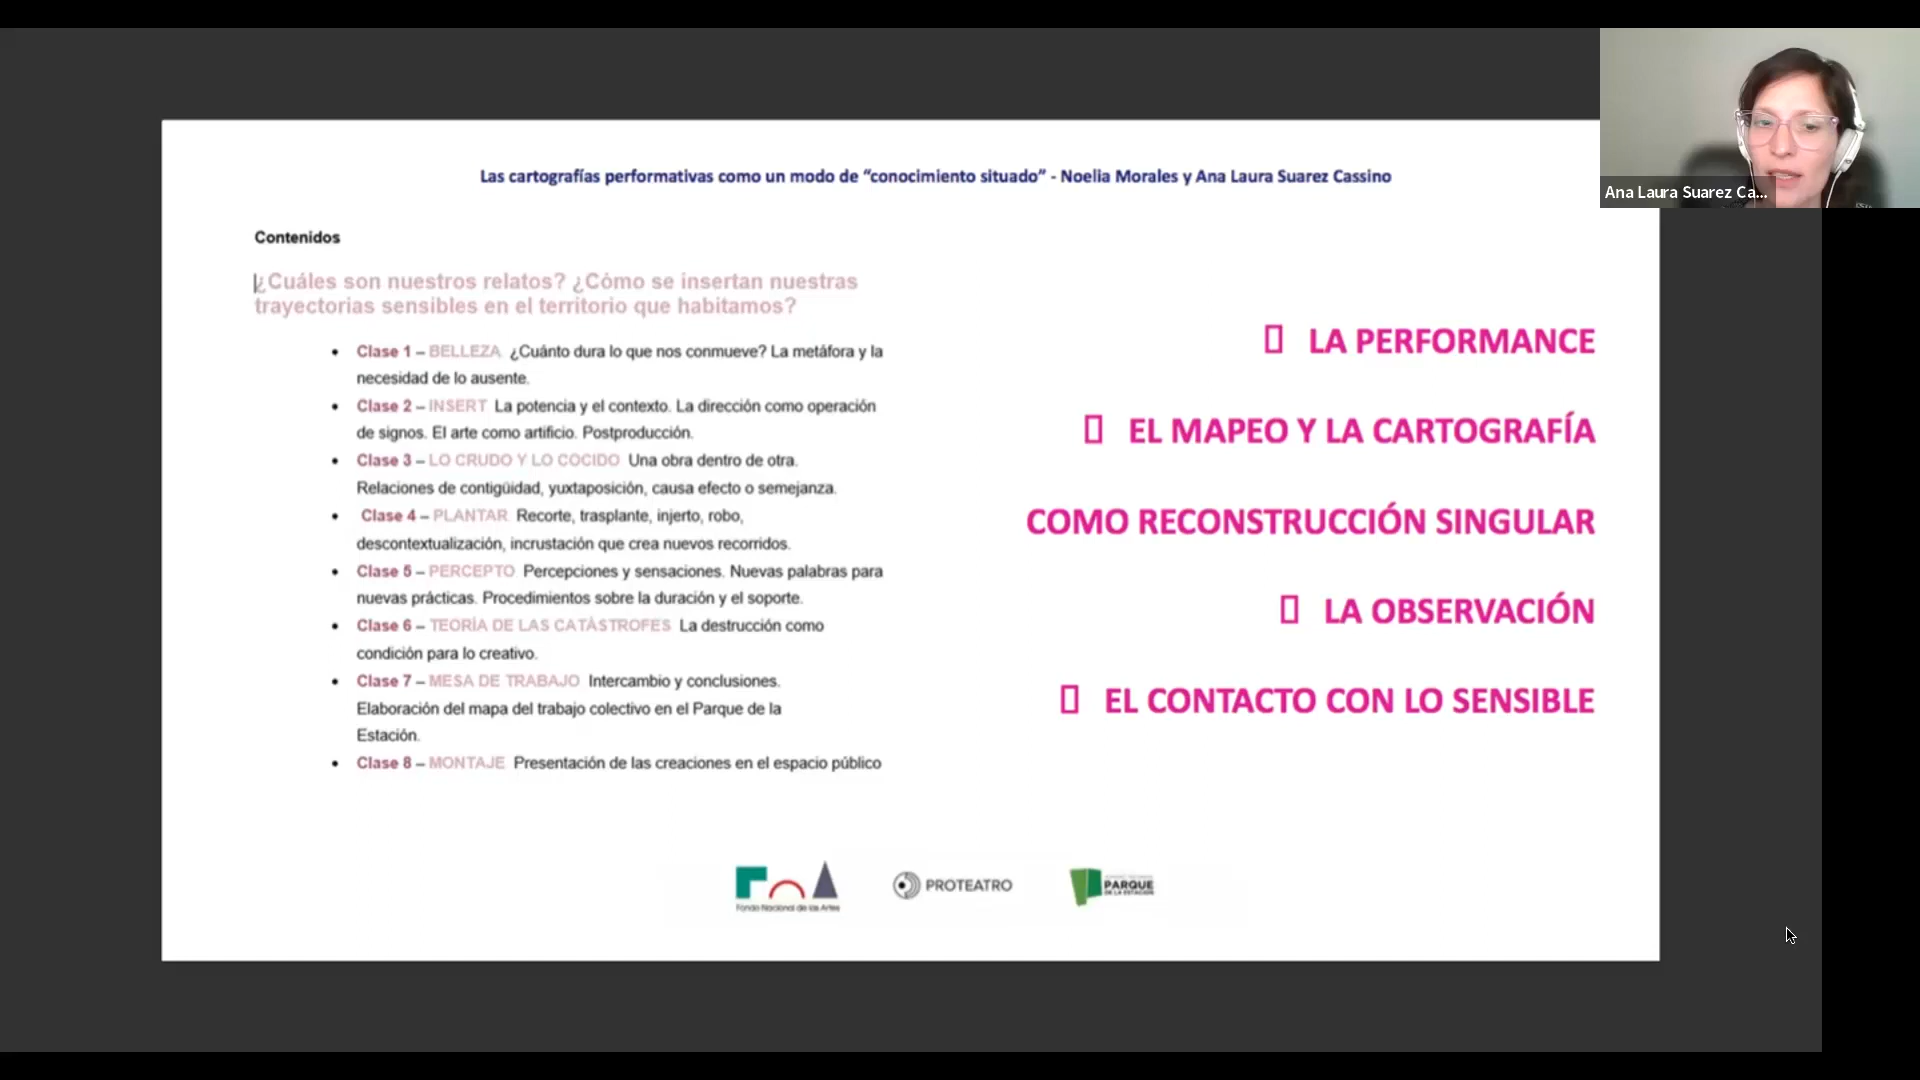 Las cartografías performativas como un modo de “conocimiento situado” - Noelia Morales y Ana Laura Suarez Cassino
Ana Laura Suarez Ca...
Contenidos
¿Cuáles son nuestros relatos? ¿Cómo se insertan nuestras
trayectorias sensibles en el territorio que habitamos?
Clase 1 – BELLEZA ¿Cuánto dura lo que nos conmueve? La metáfora y la
necesidad de lo ausente.
Clase 2 – INSERT La potencia y el contexto. La dirección como operación
de signos. El arte como artificio. Postproducción.
Clase 3 – LO CRUDO Y LO COCIDO Una obra dentro de otra.
Relaciones de contigüidad, yuxtaposición, causa efecto o semejanza.
Clase 4 – PLANTAR Recorte, trasplante, injerto, robo,
descontextualización, incrustación que crea nuevos recorridos.
Clase 5 – PERCEPTO Percepciones y sensaciones. Nuevas palabras para
nuevas prácticas. Procedimientos sobre la duración y el soporte.
Clase 6 – TEORÍA DE LAS CATÁSTROFES La destrucción como
condición para lo creativo.
Clase 7 – MESA DE TRABAJO Intercambio y conclusiones.
Elaboración del mapa del trabajo colectivo en el Parque de la
Estación.
Clase 8 – MONTAJE Presentación de las creaciones en el espacio público
LA PERFORMANCE
EL MAPEO Y LA CARTOGRAFÍA
COMO RECONSTRUCCIÓN SINGULAR
LA OBSERVACIÓN
EL CONTACTO CON LO SENSIBLE
Fondo Nacional de las Artes
PROTEATRO
PARQUE
DE LA ESTACIÓN